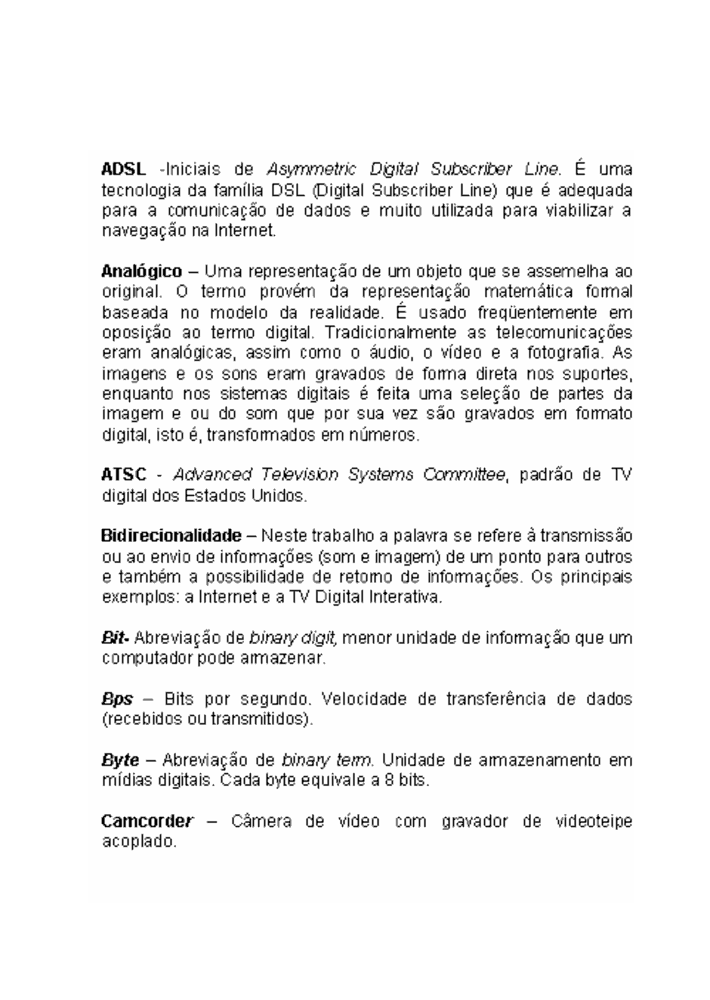 ADSL -Iniciais de Asymmetric Digital Subscriber Line. É uma
tecnologia da família DSL (Digital Subscriber Line) que é adequada
para a comunicação de dados e muito utilizada para viabilizar a
navegação na Internet.
Analógico – Uma representação de um objeto que se assemelha ao
original. O termo provém da representação matemática formal
baseada no modelo da realidade. É usado freqüentemente em
oposição ao termo digital. Tradicionalmente as telecomunicações
eram analógicas, assim como o áudio, o vídeo e a fotografia. As
imagens e os sons eram gravados de forma direta nos suportes,
enquanto nos sistemas digitais é feita uma seleção de partes da
imagem e ou do som que por sua vez são gravados em formato
digital, isto é, transformados em números.
ATSC - Advanced Television Systems Committee, padrão de TV
digital dos Estados Unidos.
Bidirecionalidade – Neste trabalho a palavra se refere à transmissão
ou ao envio de informações (som e imagem) de um ponto para outros
e também a possibilidade de retorno de informações. Os principais
exemplos: a Internet e a TV Digital Interativa.
Bit- Abreviação de binary digit, menor unidade de informação que um
computador pode armazenar.
Bps – Bits por segundo. Velocidade de transferência de dados
(recebidos ou transmitidos).
Byte – Abreviação de binary term. Unidade de armazenamento em
mídias digitais. Cada byte equivale a 8 bits.
Camcorder – Câmera de vídeo com gravador de videoteipe
acoplado.